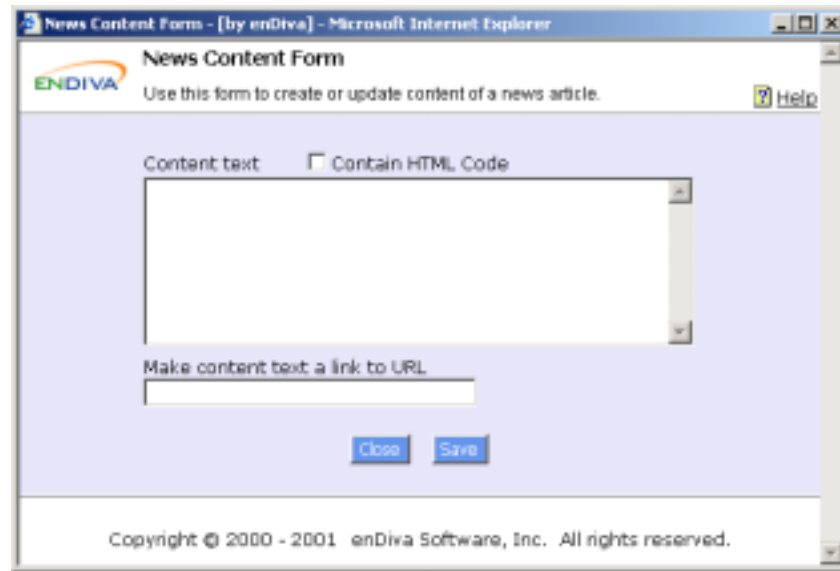 News Content Form - [by enDiva] - Microsoft Internet Explorer
ENDIVA
News Content Form
Use this form to create or update content of a news article.
Help
Content text
Contain HTML Code
Make content text a link to URL
Close
Save
Copyright © 2000 - 2001 enDiva Software, Inc. All rights reserved.